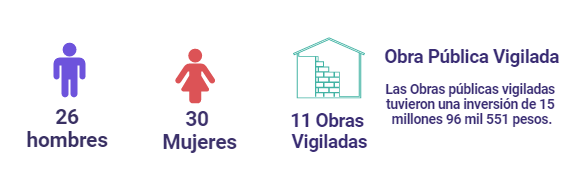 26
hombres
30
Mujeres
11 Obras
Vigiladas
Obra Pública Vigilada
Las Obras públicas vigiladas
tuvieron una inversión de 15
millones 96 mil 551 pesos.